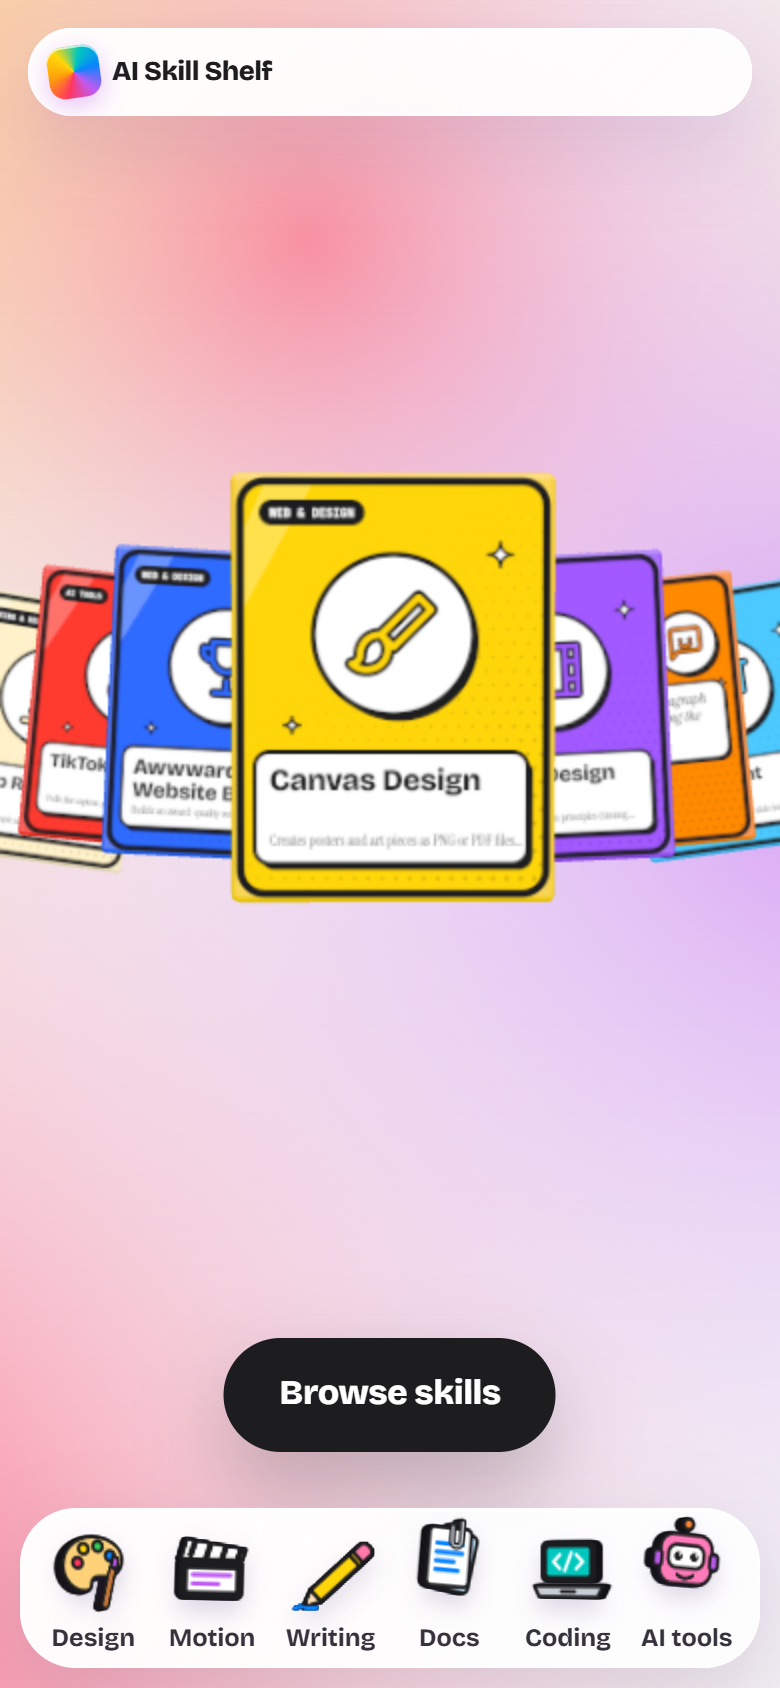 AI Skill Shelf
WEB & DESIGN
AI TOOLS
WEB & DESIGN
TikTok
Awwward
Website B
Canvas Design
Creates posters and art pieces as PNG or PDF files...
Design
Browse skills
Design
Motion
Writing
Docs
Coding
AI tools